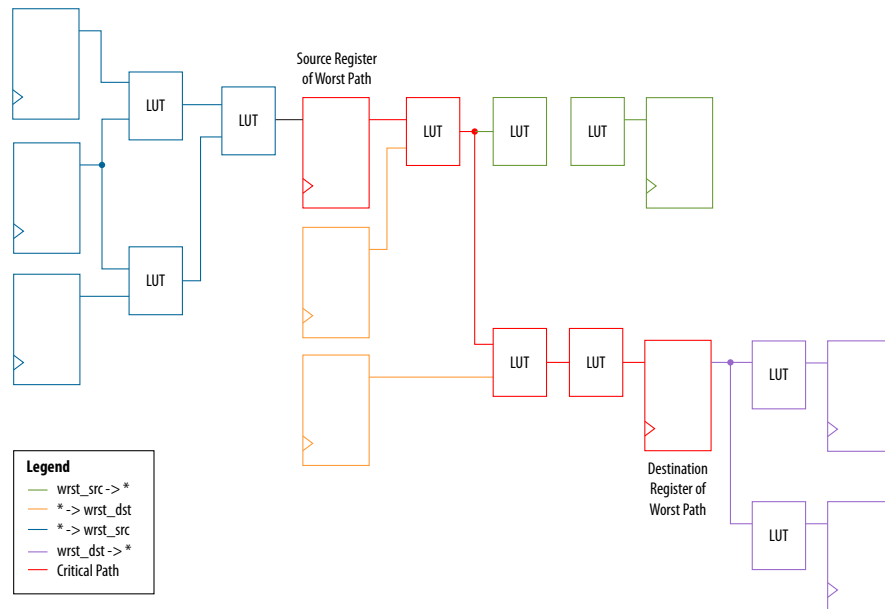 Source Register
of Worst Path
LUT
LUT
LUT
LUT
LUT
LUT
LUT
LUT
LUT
LUT
Destination
Register of
Worst Path
LUT
Legend
wrst_src -> *
* -> wrst_dst
* -> wrst_src
wrst_dst -> *
Critical Path